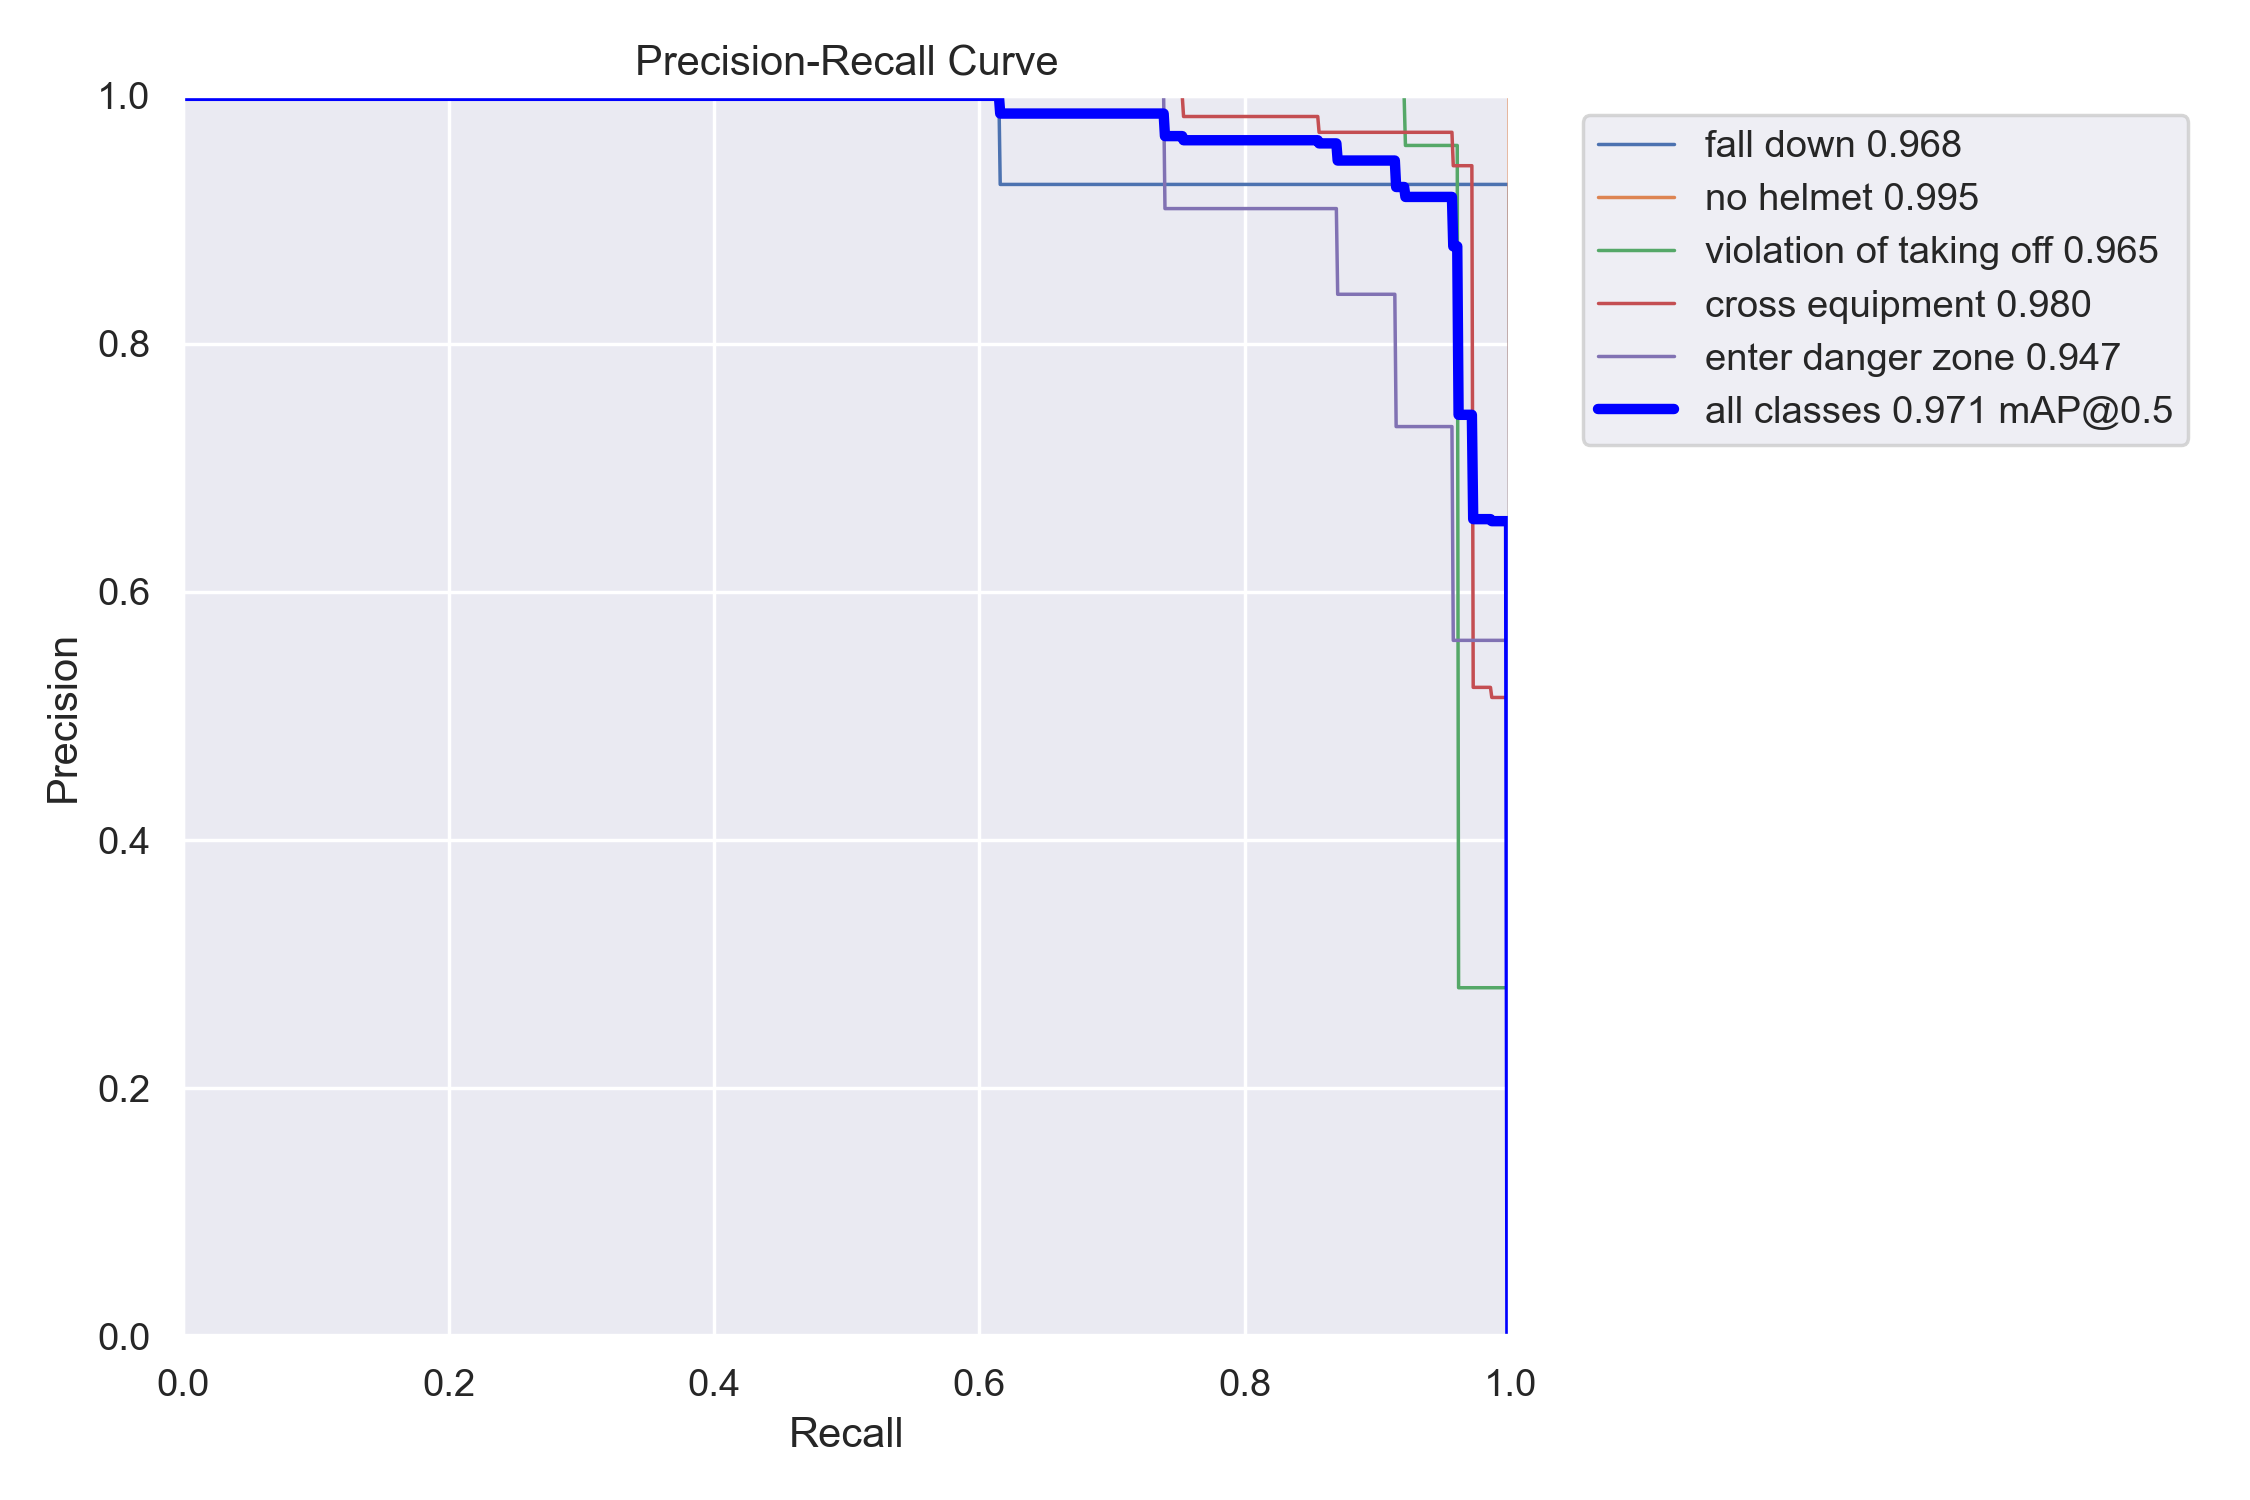 Precision-Recall Curve
1.0
0.8
0.6
0.4
0.2
0.0
Precision
0.0 0.2 0.4 0.6 0.8 1.0
Recall
fall down 0.968
no helmet 0.995
violation of taking off 0.965
cross equipment 0.980
enter danger zone 0.947
all classes 0.971 mAP@0.5